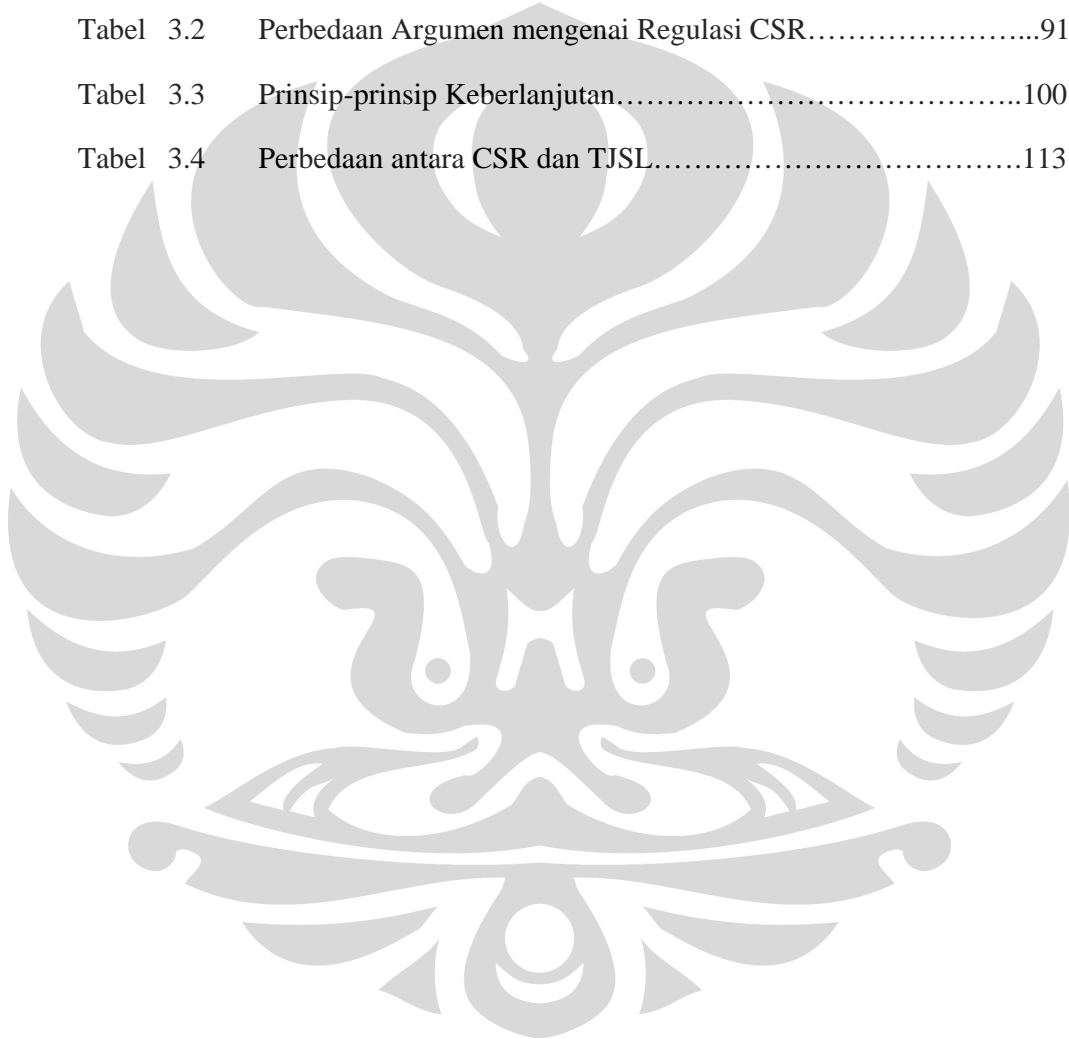 Tabel 3.2 Perbedaan Argumen mengenai Regulasi CSR…………………...91
Tabel 3.3 Prinsip-prinsip Keberlanjutan…………………………………..100
Tabel 3.4 Perbedaan antara CSR dan TJSL……………………………….113